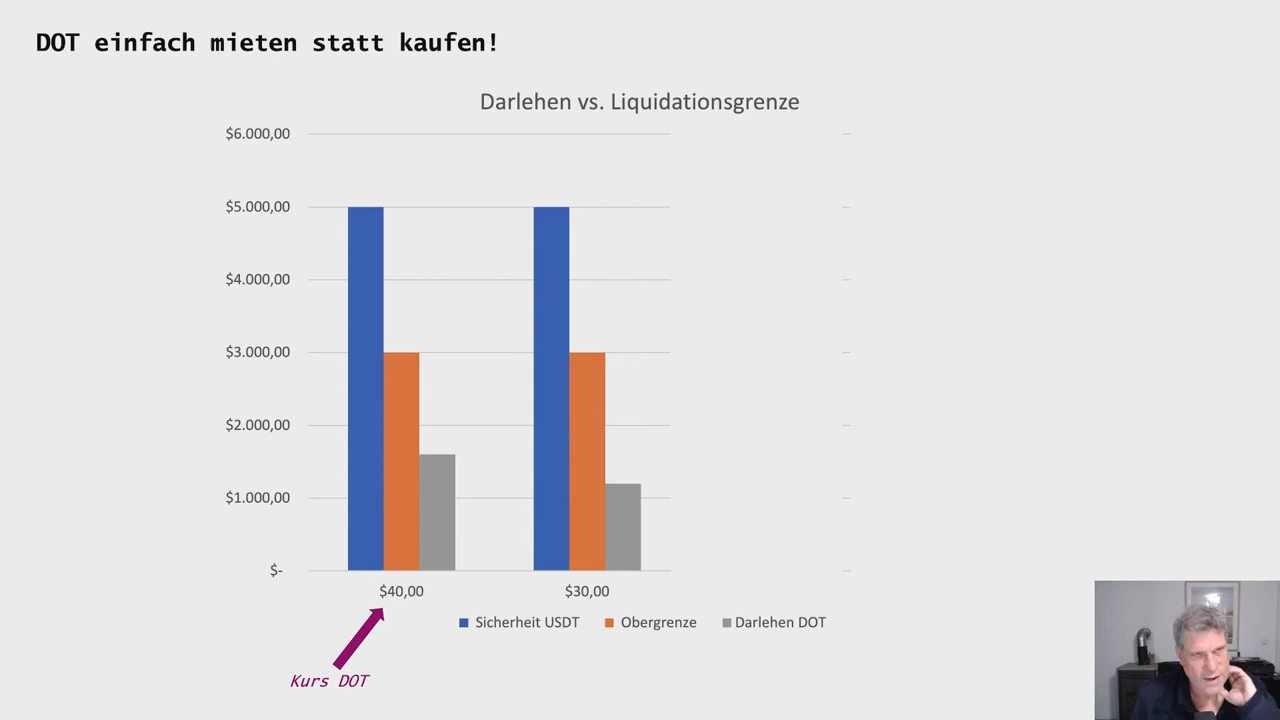 DOT einfach mieten statt kaufen!
Darlehen vs. Liquidationsgrenze
$6.000,00
$5.000,00
$4.000,00
$3.000,00
$2.000,00
$1.000,00
$-
$40,00
$30,00
Sicherheit USDT
Obergrenze
Darlehen DOT
Kurs DOT